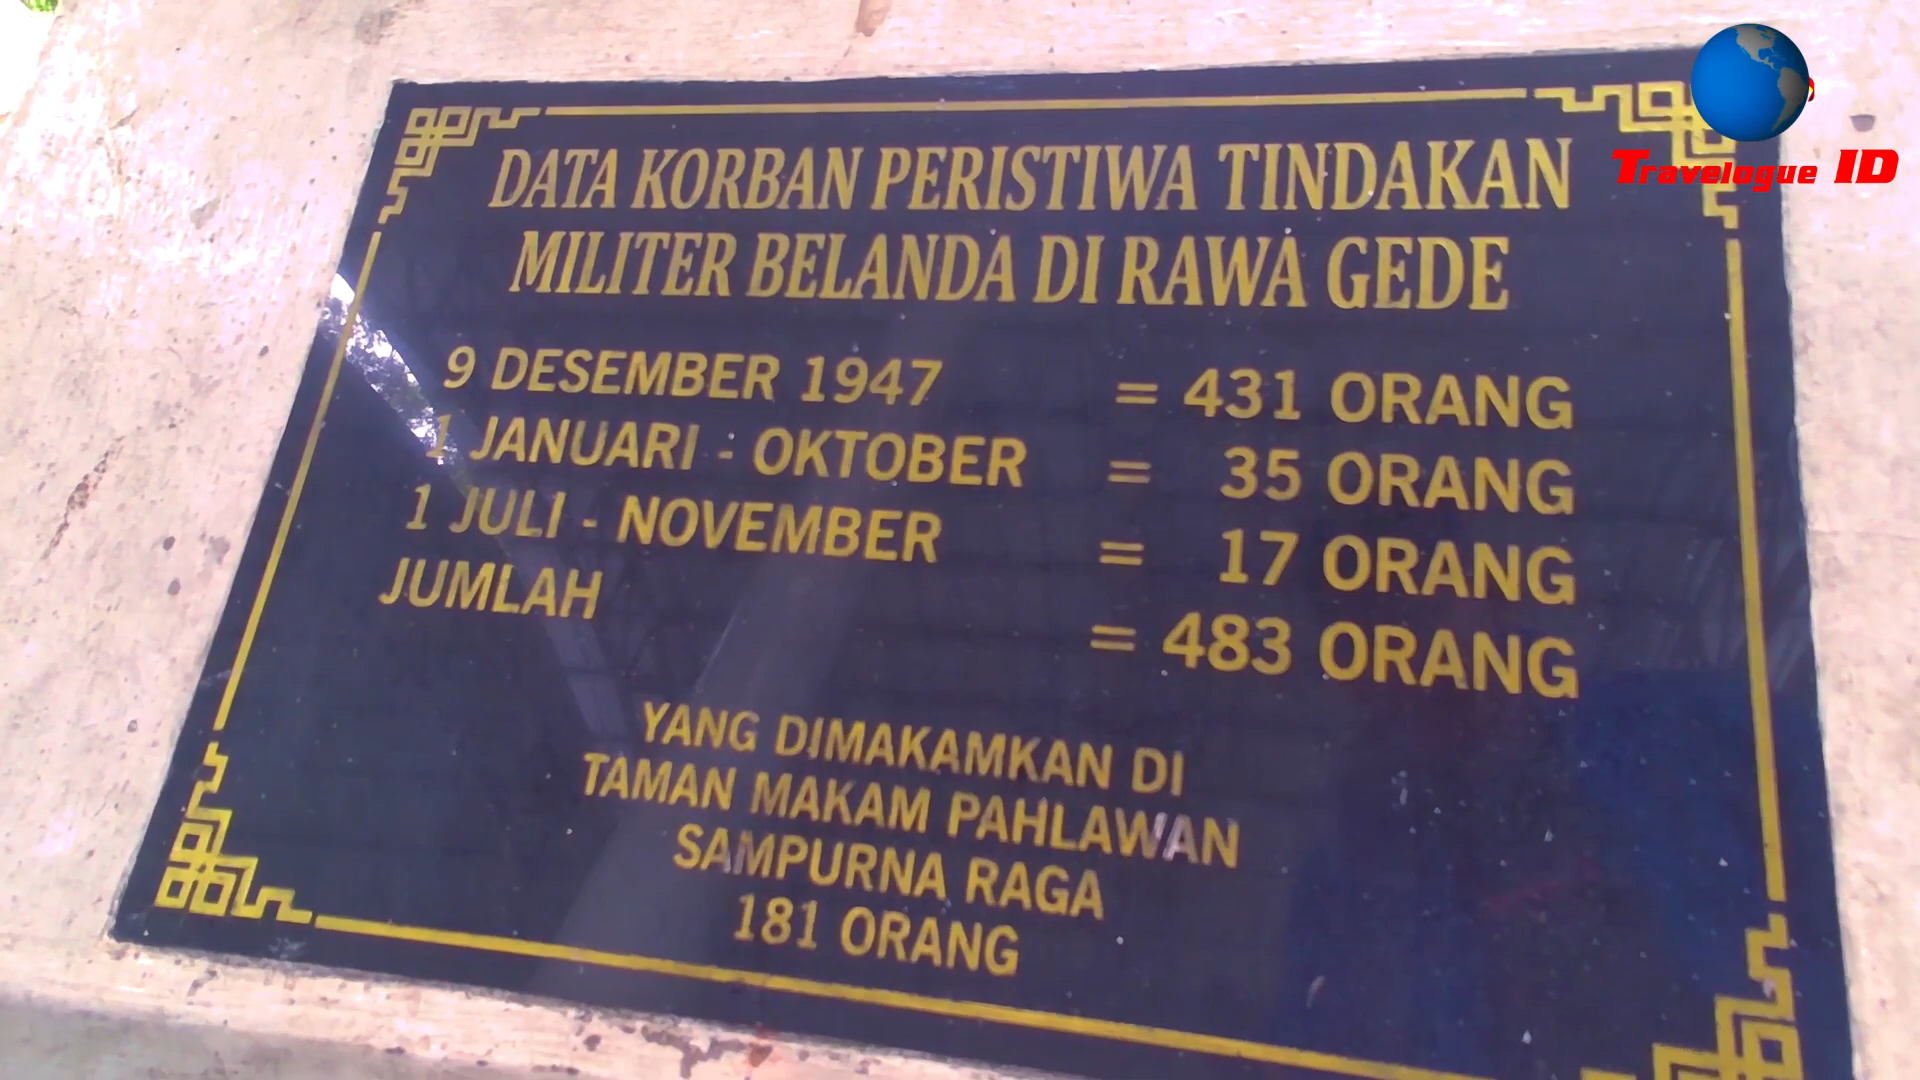 Travelogue ID
DATA KORBAN PERISTIWA TINDAKAN
MILITER BELANDA DI RAWA GEDE
9 DESEMBER 1947 = 431 ORANG
1 JANUARI - OKTOBER = 35 ORANG
1 JULI - NOVEMBER = 17 ORANG
JUMLAH = 483 ORANG
YANG DIMAKAMKAN DI
TAMAN MAKAM PAHLAWAN
SAMPURNA RAGA
181 ORANG